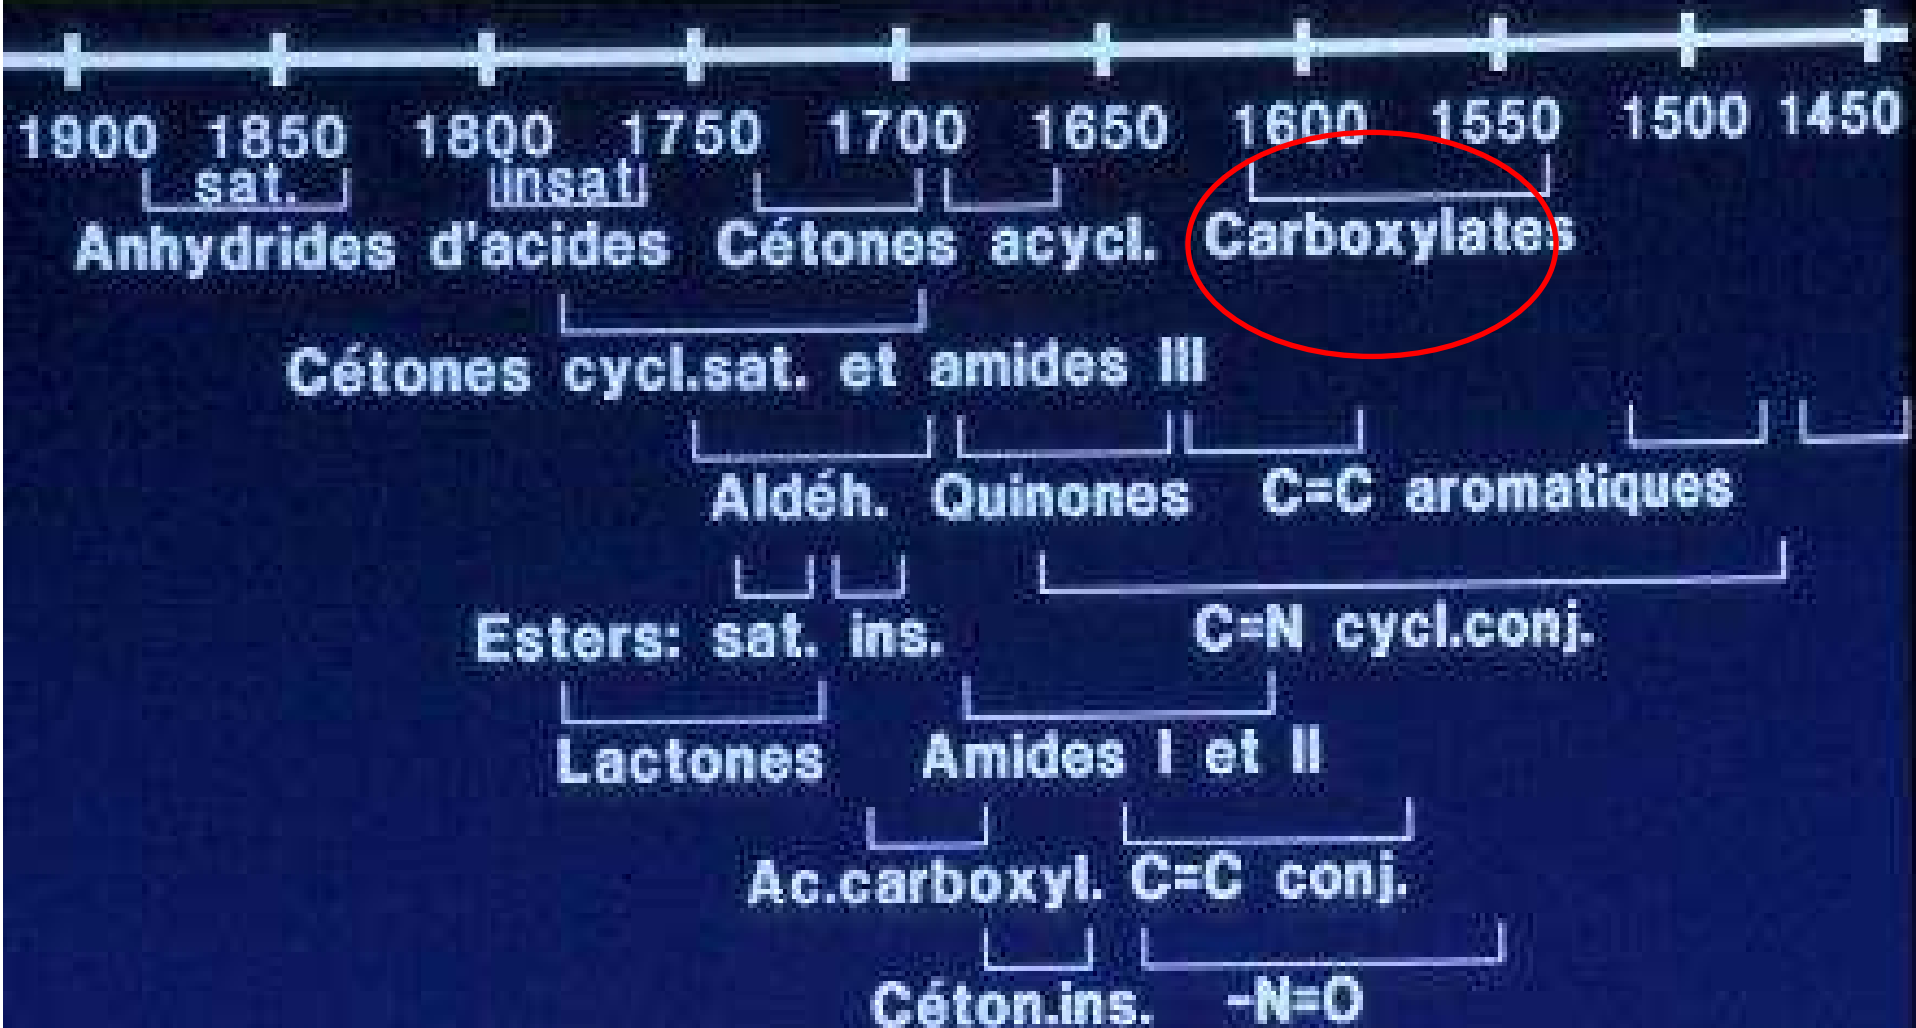 1900 1850 1800 1750 1700 1650 1600 1550 1500 1450
sat. insat
Anhydrides d'acides Cétones acycl. Carboxylates
Cétones cycl.sat. et amides III
Aldéh. Quinones C=C aromatiques
Esters: sat. ins. C=N cycl.conj.
Lactones Amides I et II
Ac.carboxyl. C=C conj.
Céton.ins. -N=O